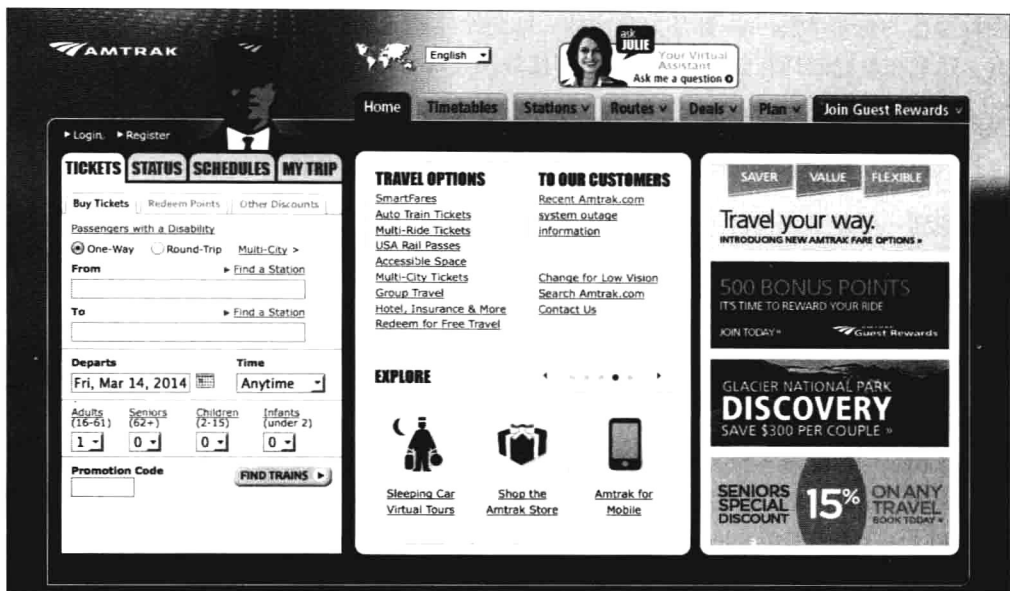 AMTRAK
English
ask
JULIE
Your Virtual
Assistant
Ask me a question
Home Timetables Stations Routes Deals Plan Join Guest Rewards
Login Register
TICKETS STATUS SCHEDULES MY TRIP
Buy Tickets Redeem Points Other Discounts
Passengers with a Disability
One-Way Round-Trip Multi-City >
From Find a Station
To Find a Station
Departs Time
Fri, Mar 14, 2014 Anytime
Adults Seniors Children Infants
(16-61) (62+) (2-15) (under 2)
1 0 0 0
Promotion Code FIND TRAINS
TRAVEL OPTIONS
SmartFares
Auto Train Tickets
Multi-Ride Tickets
USA Rail Passes
Accessible Space
Multi-City Tickets
Group Travel
Hotel, Insurance & More
Redeem for Free Travel
TO OUR CUSTOMERS
Recent Amtrak.com
system outage
information
Change for Low Vision
Search Amtrak.com
Contact Us
EXPLORE
Sleeping Car
Virtual Tours
Shop the
Amtrak Store
Amtrak for
Mobile
SAVER VALUE FLEXIBLE
Travel your way.
INTRODUCING NEW AMTRAK FARE OPTIONS »
500 BONUS POINTS
IT'S TIME TO REWARD YOUR RIDE
JOIN TODAY » Guest Rewards
GLACIER NATIONAL PARK
DISCOVERY
SAVE $300 PER COUPLE »
SENIORS
SPECIAL
DISCOUNT
15%
ON ANY
TRAVEL
BOOK TODAY »